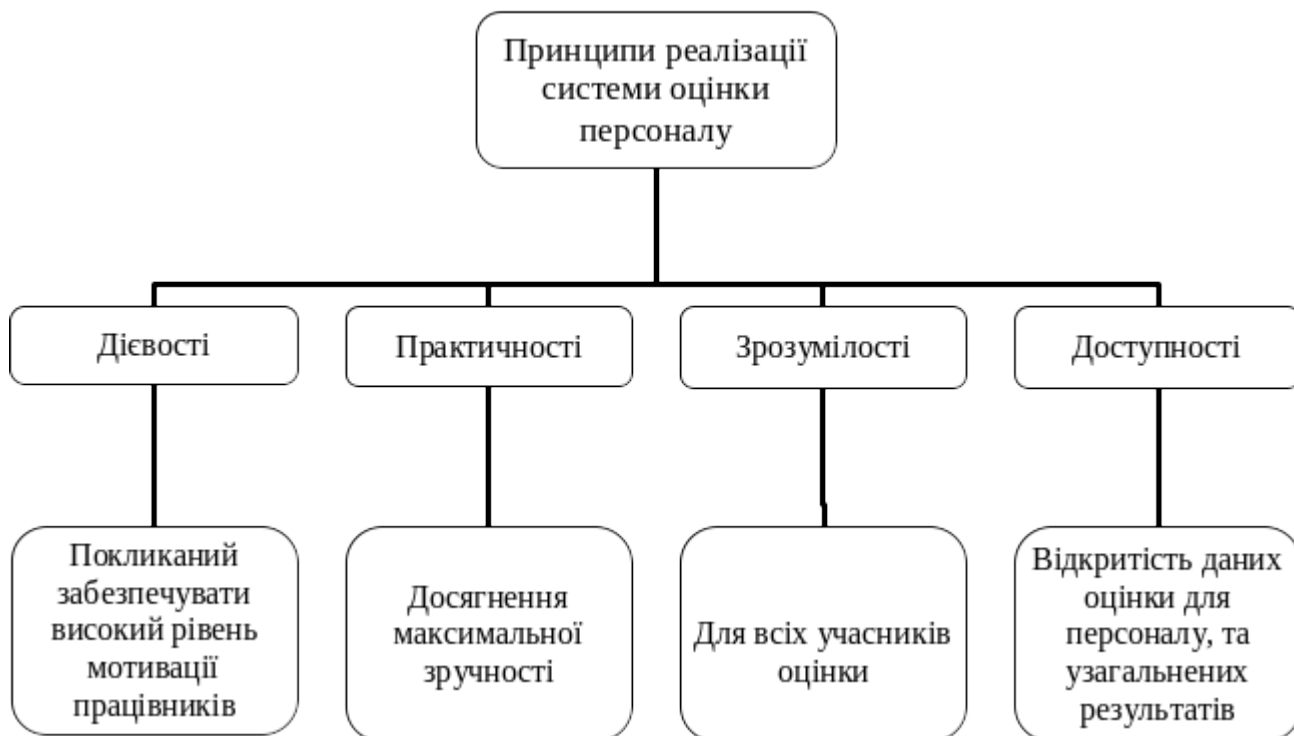 Принципи реалізації
системи оцінки
персоналу
Дієвості
Практичності
Зрозумілості
Доступності
Покликаний
забезпечувати
високий рівень
мотивації
працівників
Досягнення
максимальної
зручності
Для всіх учасників
оцінки
Відкритість даних
оцінки для
персоналу, та
узагальнених
результатів